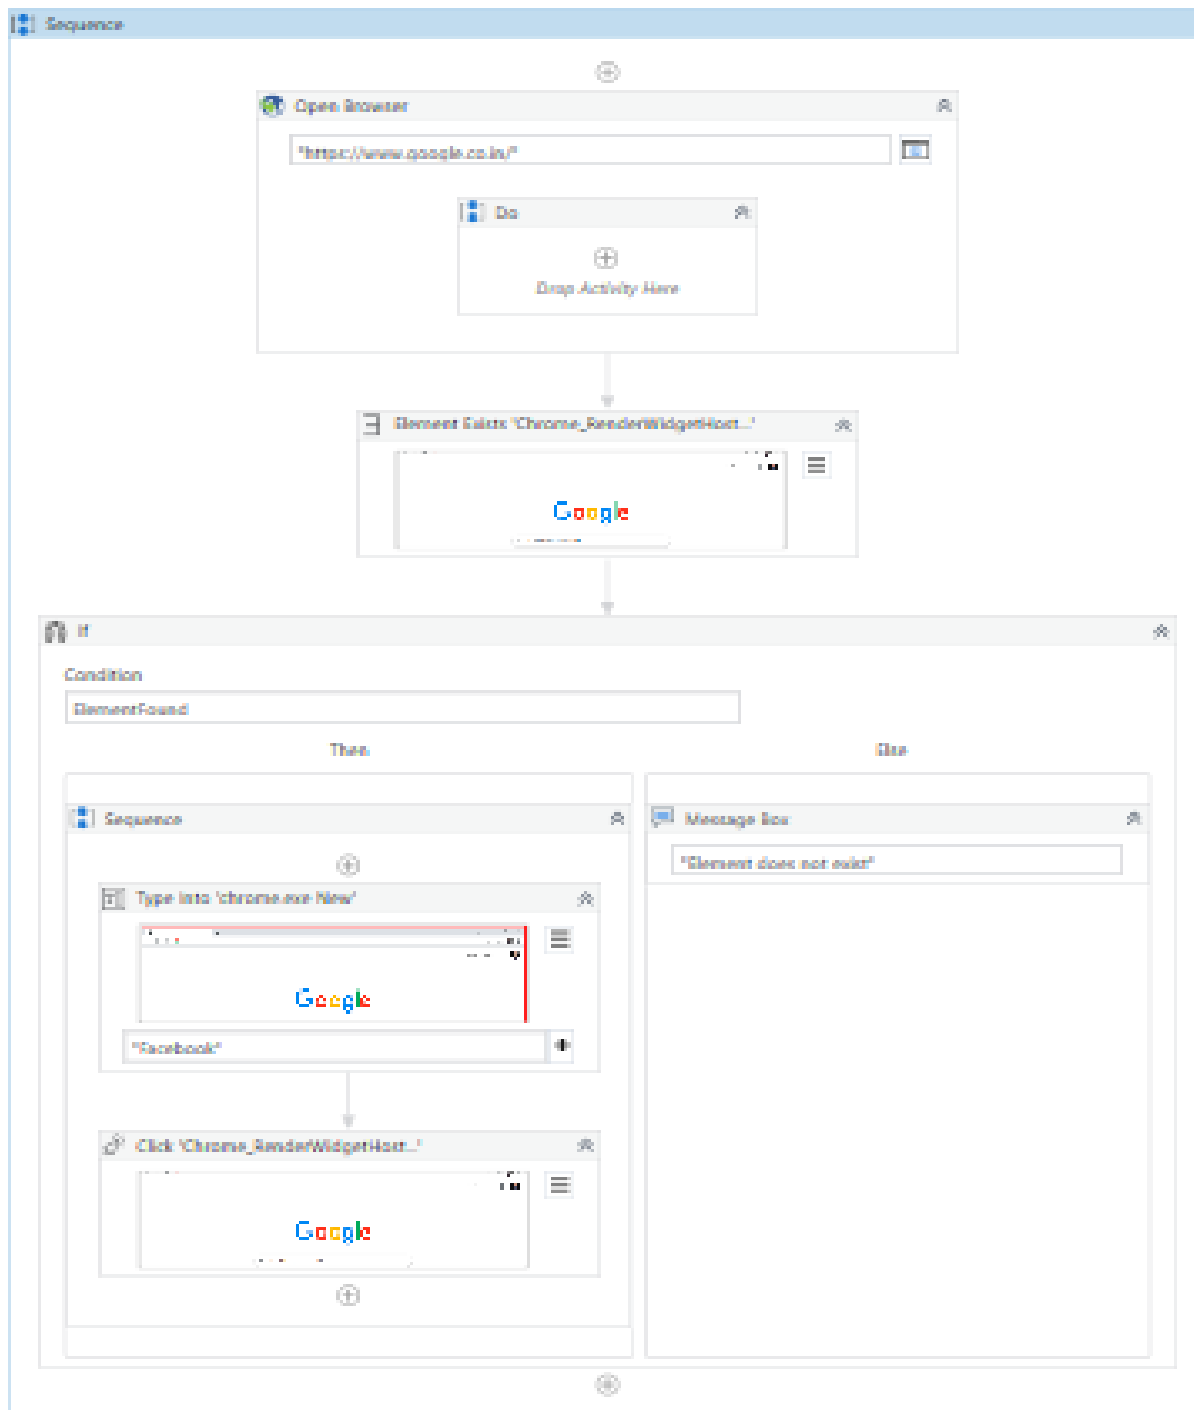 Sequence
Open Browser
"https://www.google.co.in/"
Do
Drop Activity Here
Element Exists 'Chrome_RenderWidgetHost...'
Google
If
Condition
ElementFound
Then
Else
Sequence
Message Box
"Element does not exist"
Type Into 'chrome.exe New'
Google
"Facebook"
Click 'Chrome_RenderWidgetHost...'
Google